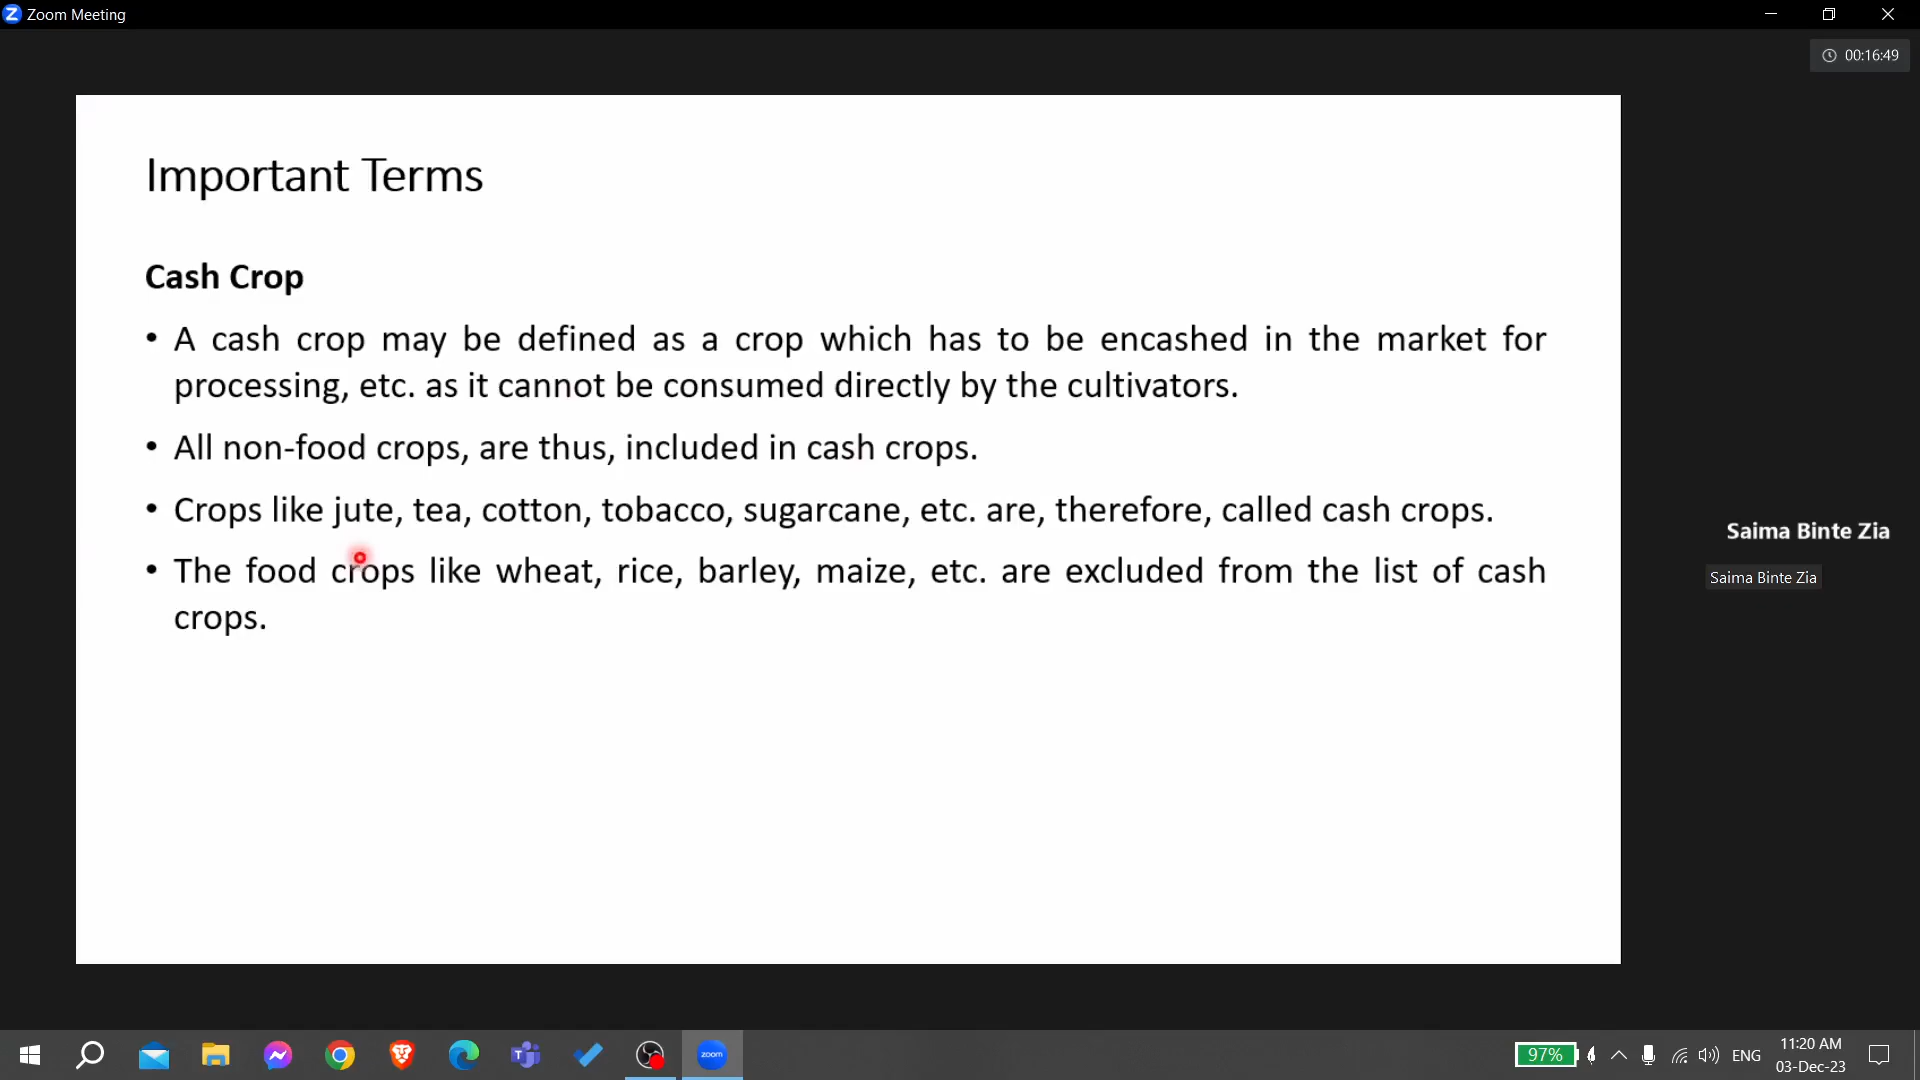 Zoom Meeting
00:16:49
Important Terms
Cash Crop
• A cash crop may be defined as a crop which has to be encashed in the market for
processing, etc. as it cannot be consumed directly by the cultivators.
• All non-food crops, are thus, included in cash crops.
• Crops like jute, tea, cotton, tobacco, sugarcane, etc. are, therefore, called cash crops.
• The food crops like wheat, rice, barley, maize, etc. are excluded from the list of cash
crops.
Saima Binte Zia
Saima Binte Zia
zoom
97%
ENG
11:20 AM
03-Dec-23